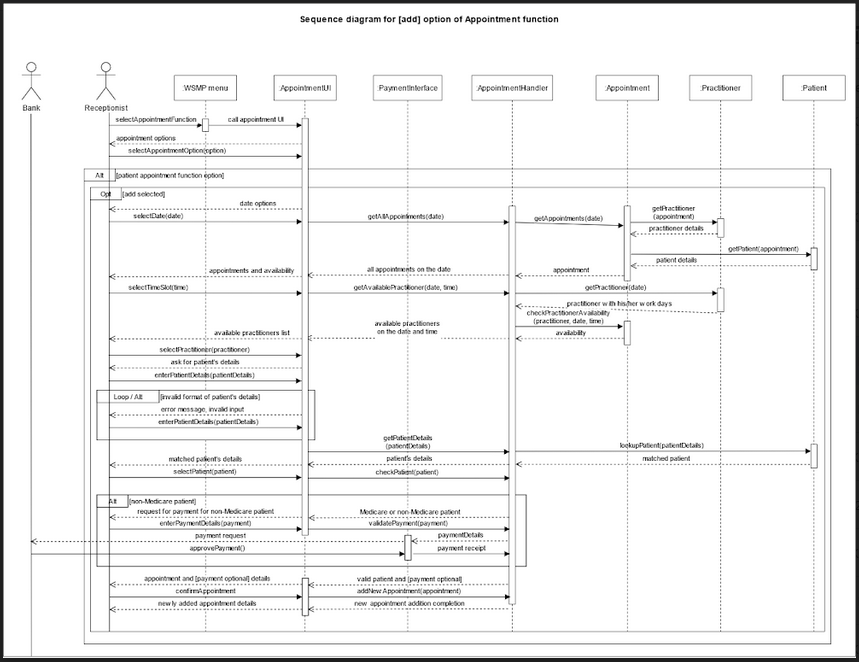 Sequence diagram for [add] option of Appointment function
Bank
Receptionist
:WSMP menu
:AppointmentUI
:PaymentInterface
:AppointmentHandler
:Appointment
:Practitioner
:Patient
selectAppointmentFunction
call appointment UI
appointment options
selectAppointmentOption(option)
Alt
[patient appointment function option]
Opt
[add selected]
date options
selectDate(date)
getAllAppointments(date)
getAppointments(date)
getPractitioner
(appointment)
practitioner details
getPatient(appointment)
patient details
appointments and availability
all appointments on the date
appointment
selectTimeSlot(time)
getAvailablePractitioner(date, time)
getPractitioner(date)
practitioner with his/her work days
checkPractitionerAvailability
(practitioner, date, time)
available practitioners list
available practitioners
on the date and time
availability
selectPractitioner(practitioner)
ask for patient's details
enterPatientDetails(patientDetails)
Loop / Alt
[invalid format of patient's details]
error message, invalid input
enterPatientDetails(patientDetails)
getPatientDetails
(patientDetails)
lookupPatient(patientDetails)
matched patient's details
patient's details
matched patient
selectPatient(patient)
checkPatient(patient)
Alt
[non-Medicare patient]
request for payment for non-Medicare patient
Medicare or non-Medicare patient
enterPaymentDetails(payment)
validatePayment(payment)
payment request
paymentDetails
approvePayment()
payment receipt
appointment and [payment optional] details
valid patient and [payment optional]
confirmAppointment
addNewAppointment(appointment)
newly added appointment details
new appointment addition completion